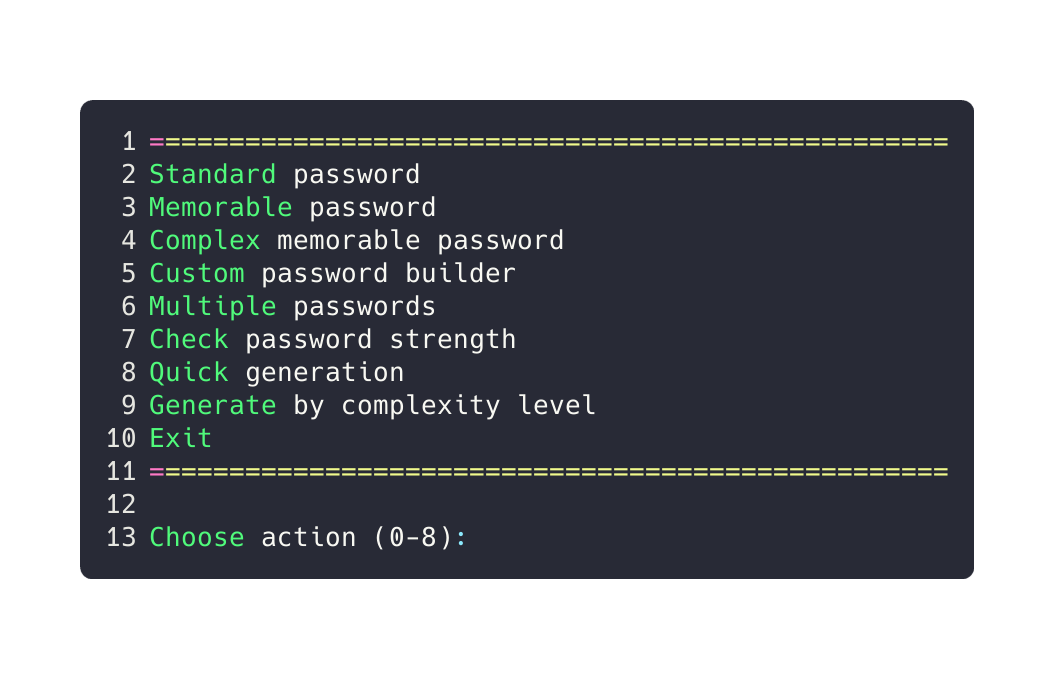 1 ==================================================
2 Standard password
3 Memorable password
4 Complex memorable password
5 Custom password builder
6 Multiple passwords
7 Check password strength
8 Quick generation
9 Generate by complexity level
10 Exit
11 ==================================================
12
13 Choose action (0-8):